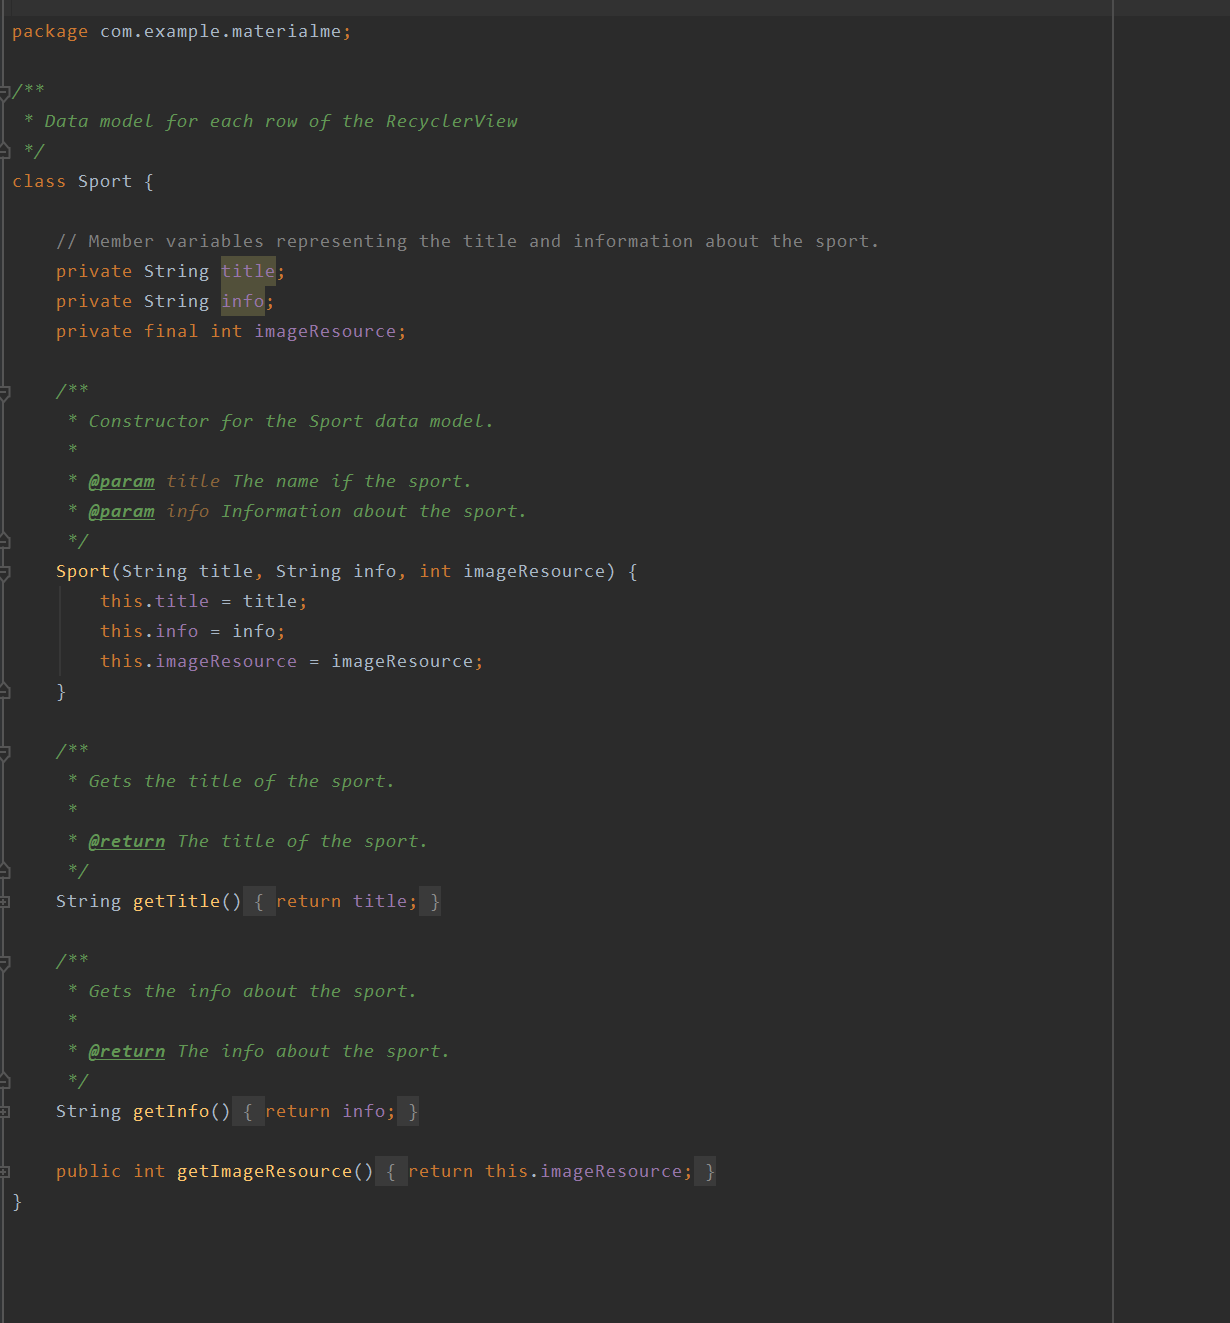 package com.example.materialme;
/**
 * Data model for each row of the RecyclerView
 */
class Sport {
    // Member variables representing the title and information about the sport.
    private String title;
    private String info;
    private final int imageResource;
    /**
     * Constructor for the Sport data model.
     *
     * @param title The name if the sport.
     * @param info Information about the sport.
     */
    Sport(String title, String info, int imageResource) {
        this.title = title;
        this.info = info;
        this.imageResource = imageResource;
    }
    /**
     * Gets the title of the sport.
     *
     * @return The title of the sport.
     */
    String getTitle() { return title; }
    /**
     * Gets the info about the sport.
     *
     * @return The info about the sport.
     */
    String getInfo() { return info; }
    public int getImageResource() { return this.imageResource; }
}